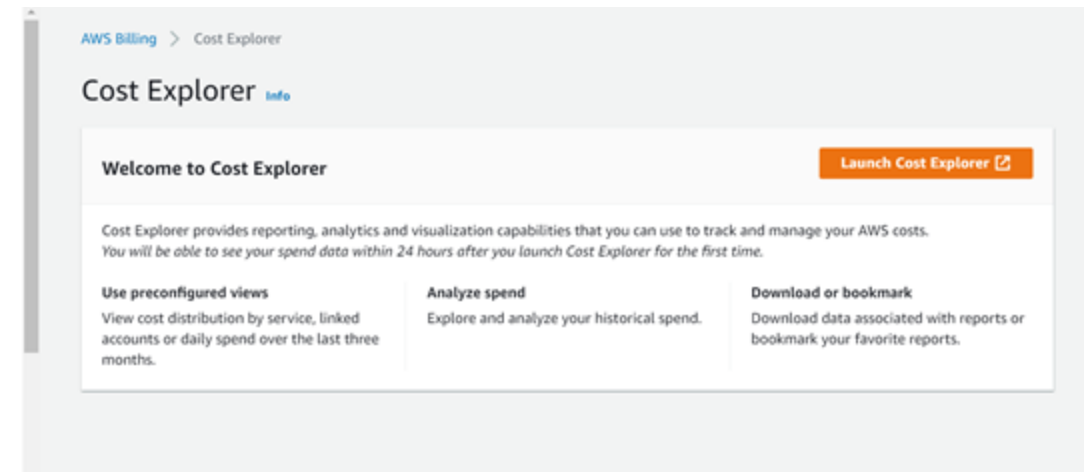 AWS Billing > Cost Explorer
Cost Explorer Info
Welcome to Cost Explorer
Launch Cost Explorer
Cost Explorer provides reporting, analytics and visualization capabilities that you can use to track and manage your AWS costs.
You will be able to see your spend data within 24 hours after you launch Cost Explorer for the first time.
Use preconfigured views
View cost distribution by service, linked
accounts or daily spend over the last three
months.
Analyze spend
Explore and analyze your historical spend.
Download or bookmark
Download data associated with reports or
bookmark your favorite reports.